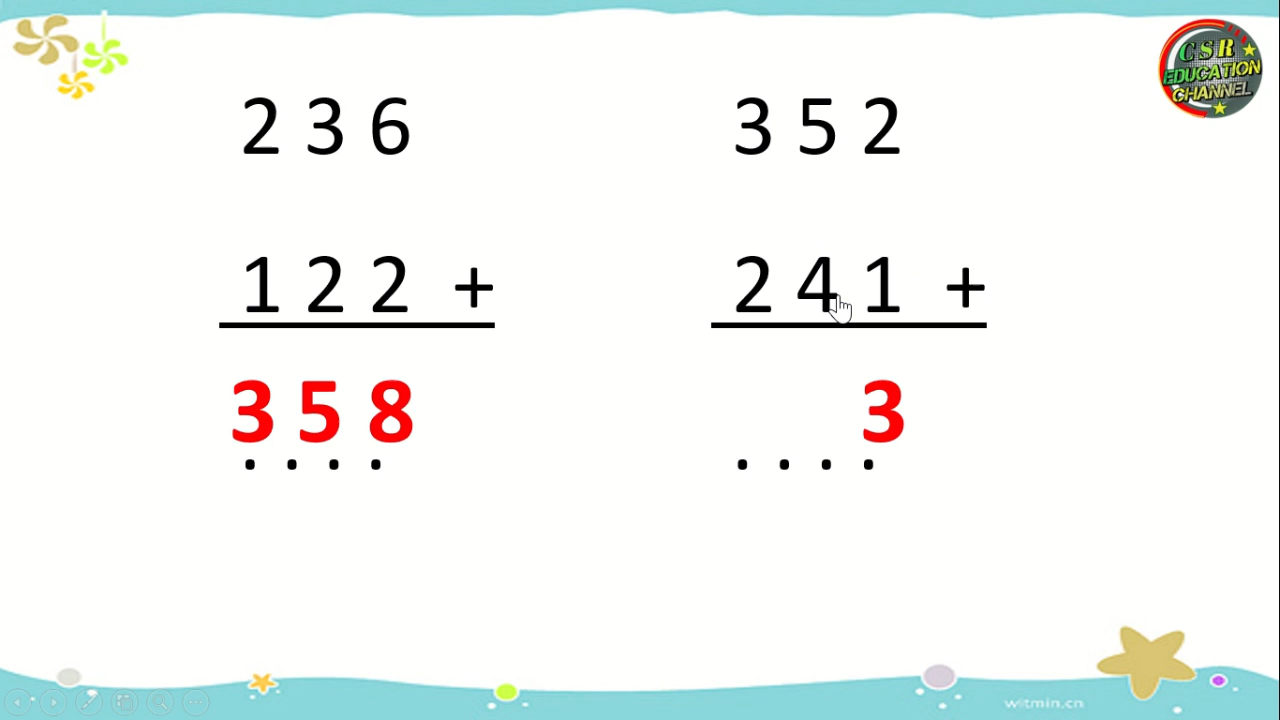 CSR
EDUCATION
CHANNEL
2 3 6
1 2 2 +
3 5 8
. . . .
3 5 2
2 4 1 +
3
. . . .
witmin.cn